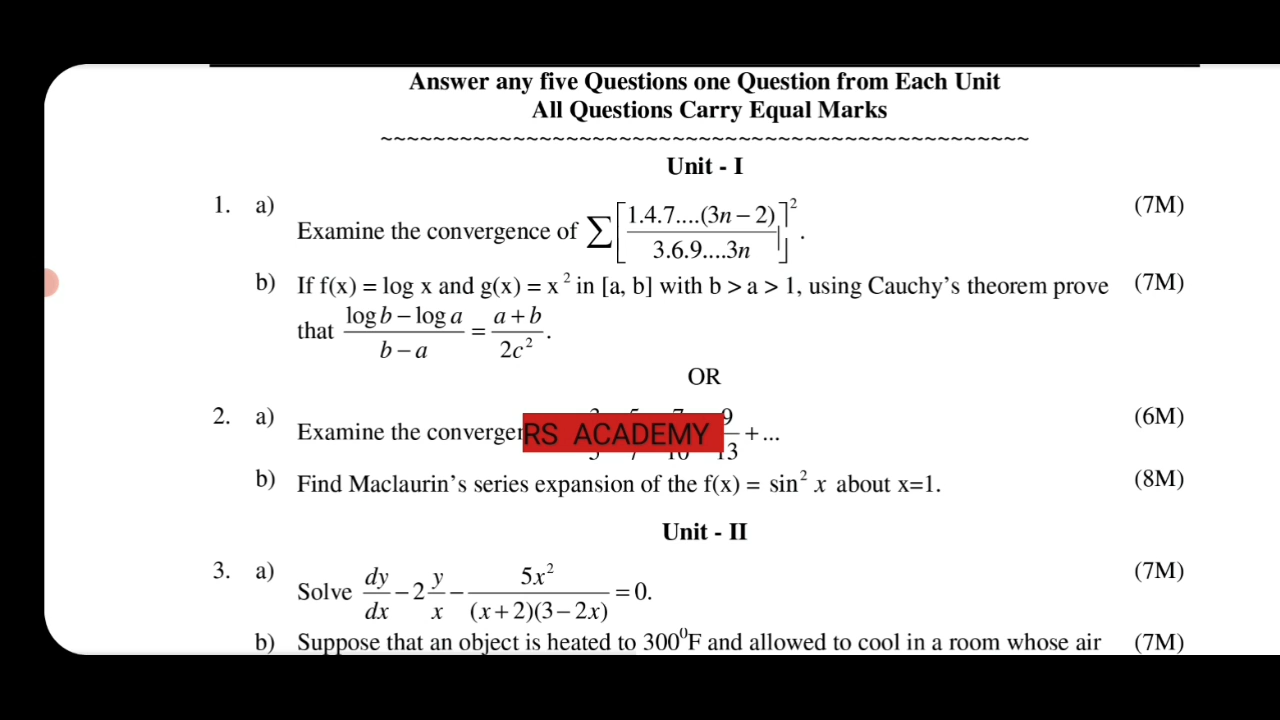 Answer any five Questions one Question from Each Unit
All Questions Carry Equal Marks
~~~~~~~~~~~~~~~~~~~~~~~~~~~~~~~~~~~~~~~~~~~~~~~~~
Unit - I
1. a) Examine the convergence of ∑[1.4.7....(3n − 2) / 3.6.9....3n]². (7M)
b) If f(x) = log x and g(x) = x² in [a, b] with b > a > 1, using Cauchy's theorem prove (7M)
that (log b − log a) / (b − a) = (a + b) / 2c².
OR
2. a) Examine the RS ACADEMY 9/13 + ... (6M)
b) Find Maclaurin's series expansion of the f(x) = sin² x about x=1. (8M)
Unit - II
3. a) Solve dy/dx − 2 y/x − 5x² / (x + 2)(3 − 2x) = 0. (7M)
b) Suppose that an object is heated to 300⁰F and allowed to cool in a room whose air (7M)